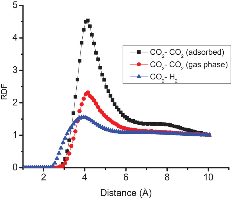 5
4
3
2
1
0
RDF
CO₂- CO₂ (adsorbed)
CO₂- CO₂ (gas phase)
CO₂- H₂
2 4 6 8 10
Distance (A)